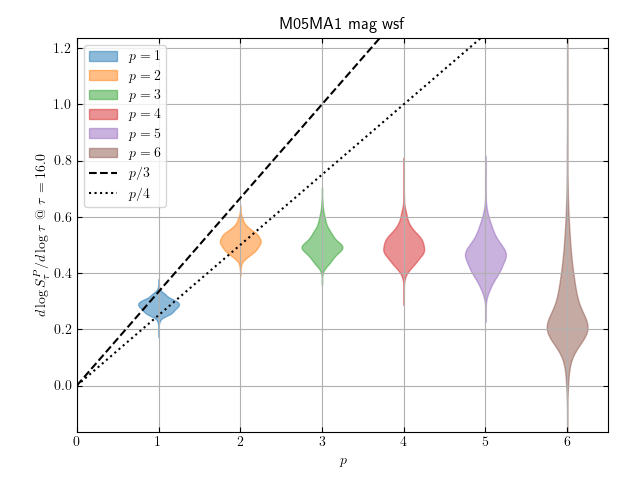 M05MA1 mag wsf
p = 1
p = 2
p = 3
p = 4
p = 5
p = 6
p/3
p/4
d log S_τ^P / d log τ @ τ = 16.0
1.2
1.0
0.8
0.6
0.4
0.2
0.0
0 1 2 3 4 5 6
p